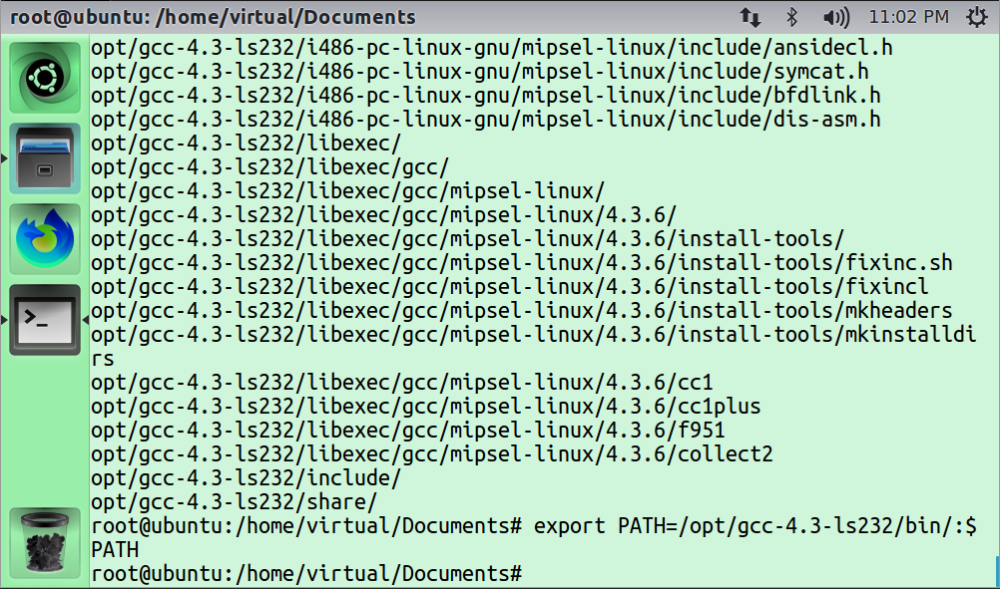 root@ubuntu: /home/virtual/Documents
11:02 PM
opt/gcc-4.3-ls232/i486-pc-linux-gnu/mipsel-linux/include/ansidecl.h
opt/gcc-4.3-ls232/i486-pc-linux-gnu/mipsel-linux/include/symcat.h
opt/gcc-4.3-ls232/i486-pc-linux-gnu/mipsel-linux/include/bfdlink.h
opt/gcc-4.3-ls232/i486-pc-linux-gnu/mipsel-linux/include/dis-asm.h
opt/gcc-4.3-ls232/libexec/
opt/gcc-4.3-ls232/libexec/gcc/
opt/gcc-4.3-ls232/libexec/gcc/mipsel-linux/
opt/gcc-4.3-ls232/libexec/gcc/mipsel-linux/4.3.6/
opt/gcc-4.3-ls232/libexec/gcc/mipsel-linux/4.3.6/install-tools/
opt/gcc-4.3-ls232/libexec/gcc/mipsel-linux/4.3.6/install-tools/fixinc.sh
opt/gcc-4.3-ls232/libexec/gcc/mipsel-linux/4.3.6/install-tools/fixincl
opt/gcc-4.3-ls232/libexec/gcc/mipsel-linux/4.3.6/install-tools/mkheaders
opt/gcc-4.3-ls232/libexec/gcc/mipsel-linux/4.3.6/install-tools/mkinstalldi
rs
opt/gcc-4.3-ls232/libexec/gcc/mipsel-linux/4.3.6/cc1
opt/gcc-4.3-ls232/libexec/gcc/mipsel-linux/4.3.6/cc1plus
opt/gcc-4.3-ls232/libexec/gcc/mipsel-linux/4.3.6/f951
opt/gcc-4.3-ls232/libexec/gcc/mipsel-linux/4.3.6/collect2
opt/gcc-4.3-ls232/include/
opt/gcc-4.3-ls232/share/
root@ubuntu:/home/virtual/Documents# export PATH=/opt/gcc-4.3-ls232/bin/:$
PATH
root@ubuntu:/home/virtual/Documents#